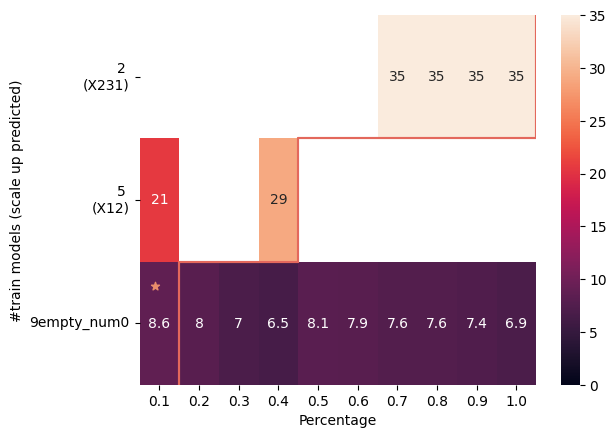 2
(X231)
35 35 35 35
5
(X12)
21 29
9empty_num0
8.6 8 7 6.5 8.1 7.9 7.6 7.6 7.4 6.9
0.1 0.2 0.3 0.4 0.5 0.6 0.7 0.8 0.9 1.0
Percentage
#train models (scale up predicted)
35
30
25
20
15
10
5
0